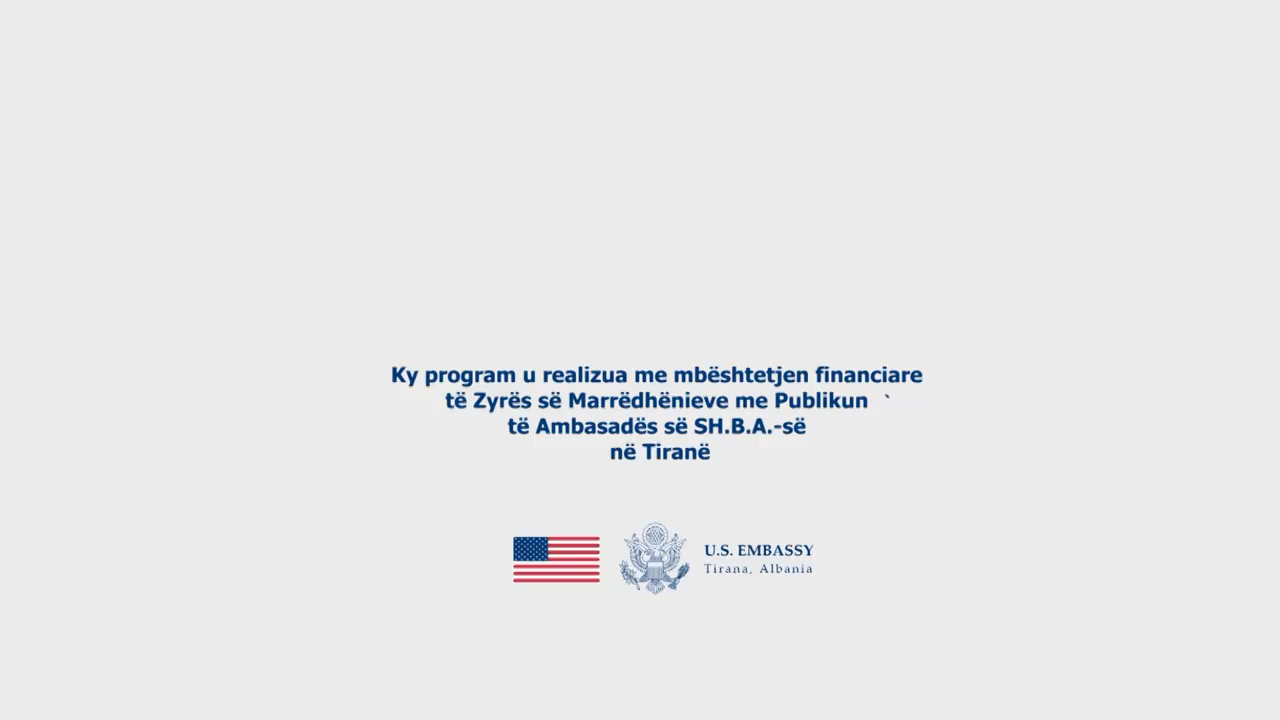 Ky program u realizua me mbështetjen financiare
të Zyrës së Marrëdhënieve me Publikun `
të Ambasadës së SH.B.A.-së
në Tiranë
U.S. EMBASSY
Tirana, Albania